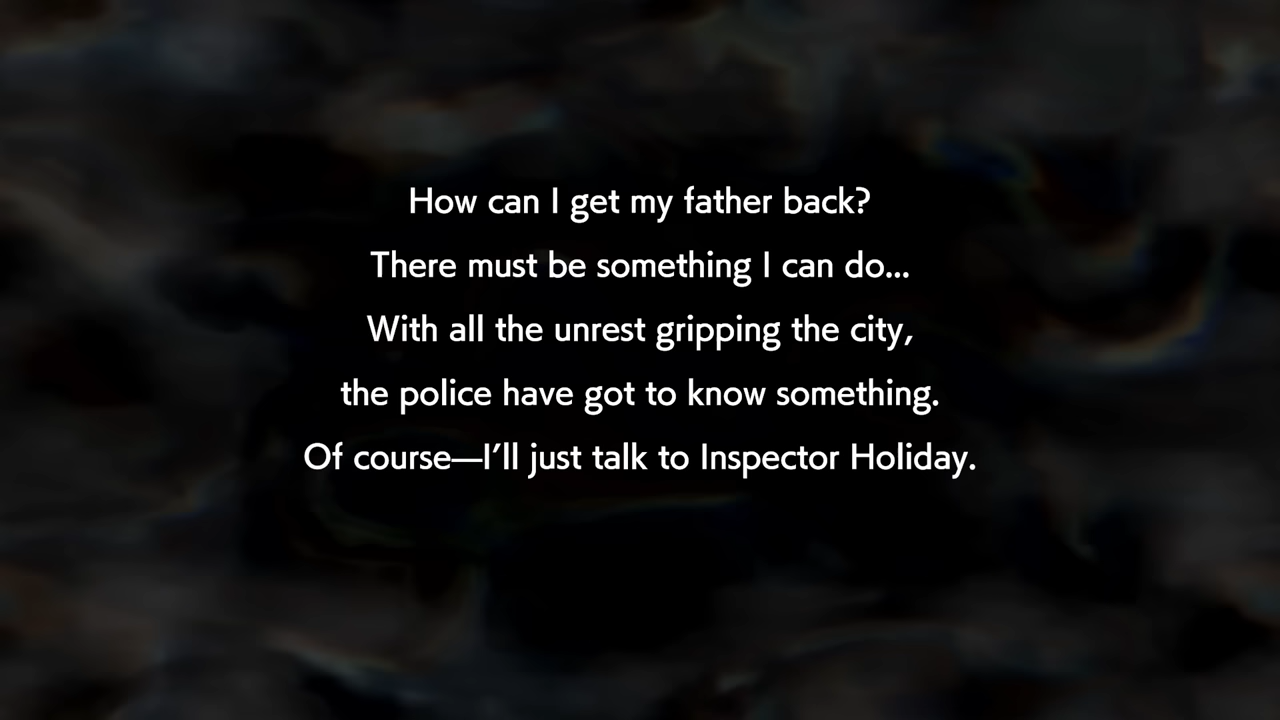 How can I get my father back?
There must be something I can do...
With all the unrest gripping the city,
the police have got to know something.
Of course—I'll just talk to Inspector Holiday.